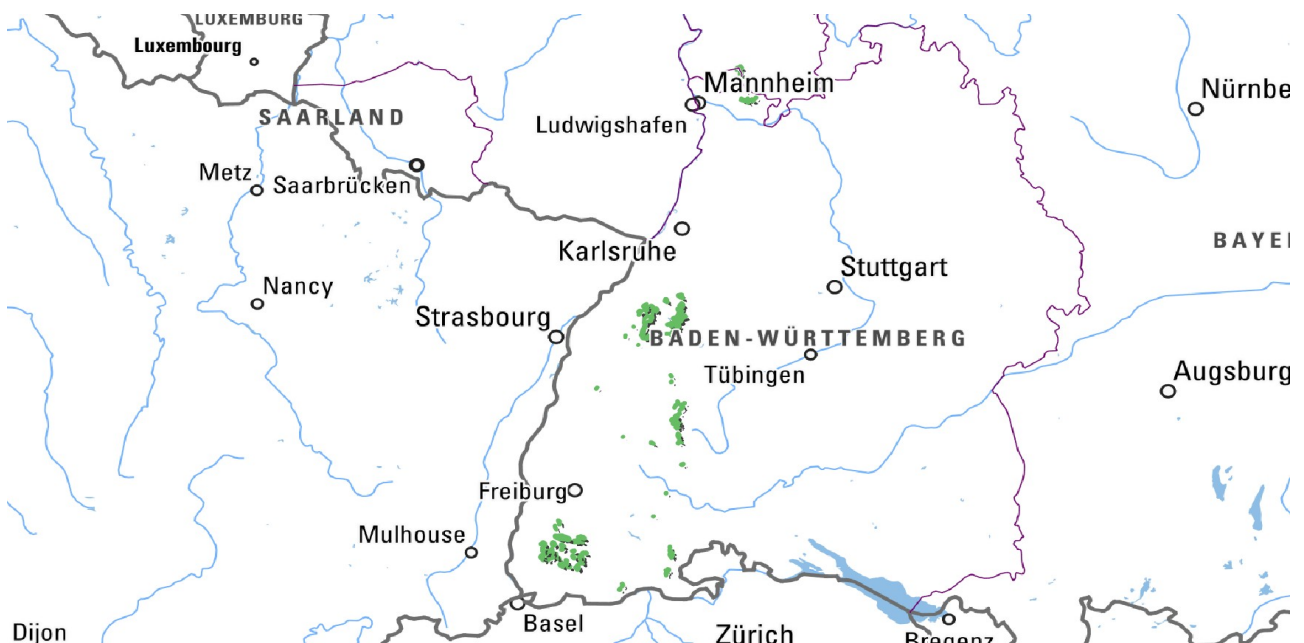 LUXEMBURG
Luxembourg
Mannheim
Nürnbe
SAARLAND
Ludwigshafen
Metz
Saarbrücken
Karlsruhe
BAYE
Stuttgart
Nancy
Strasbourg
BADEN-WÜRTTEMBERG
Tübingen
Augsburg
Freiburg
Mulhouse
Basel
Zürich
Bregenz
Dijon